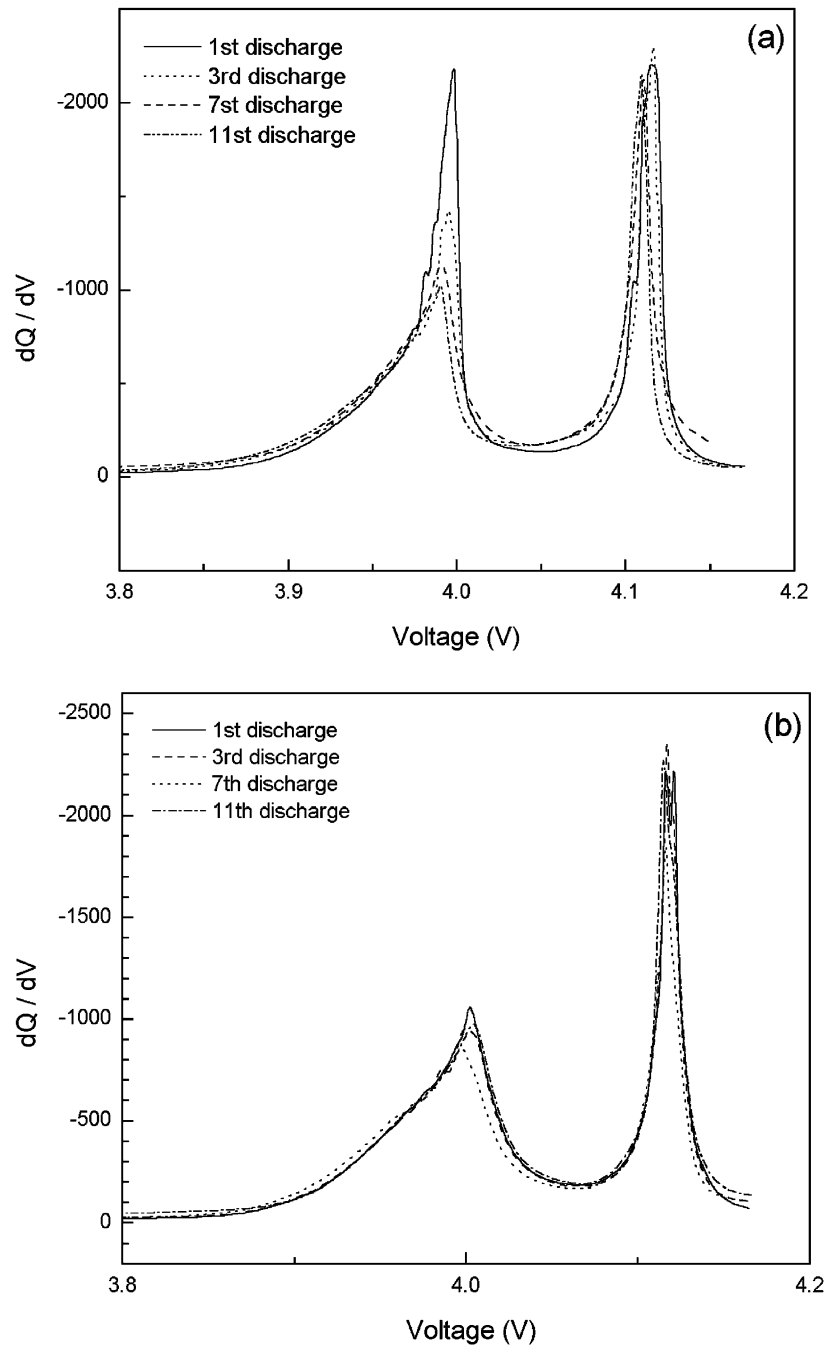 (a)
1st discharge
3rd discharge
7st discharge
11st discharge
-2000
-1000
0
dQ / dV
3.8 3.9 4.0 4.1 4.2
Voltage (V)
(b)
1st discharge
3rd discharge
7th discharge
11th discharge
-2500
-2000
-1500
-1000
-500
0
dQ / dV
3.8 4.0 4.2
Voltage (V)